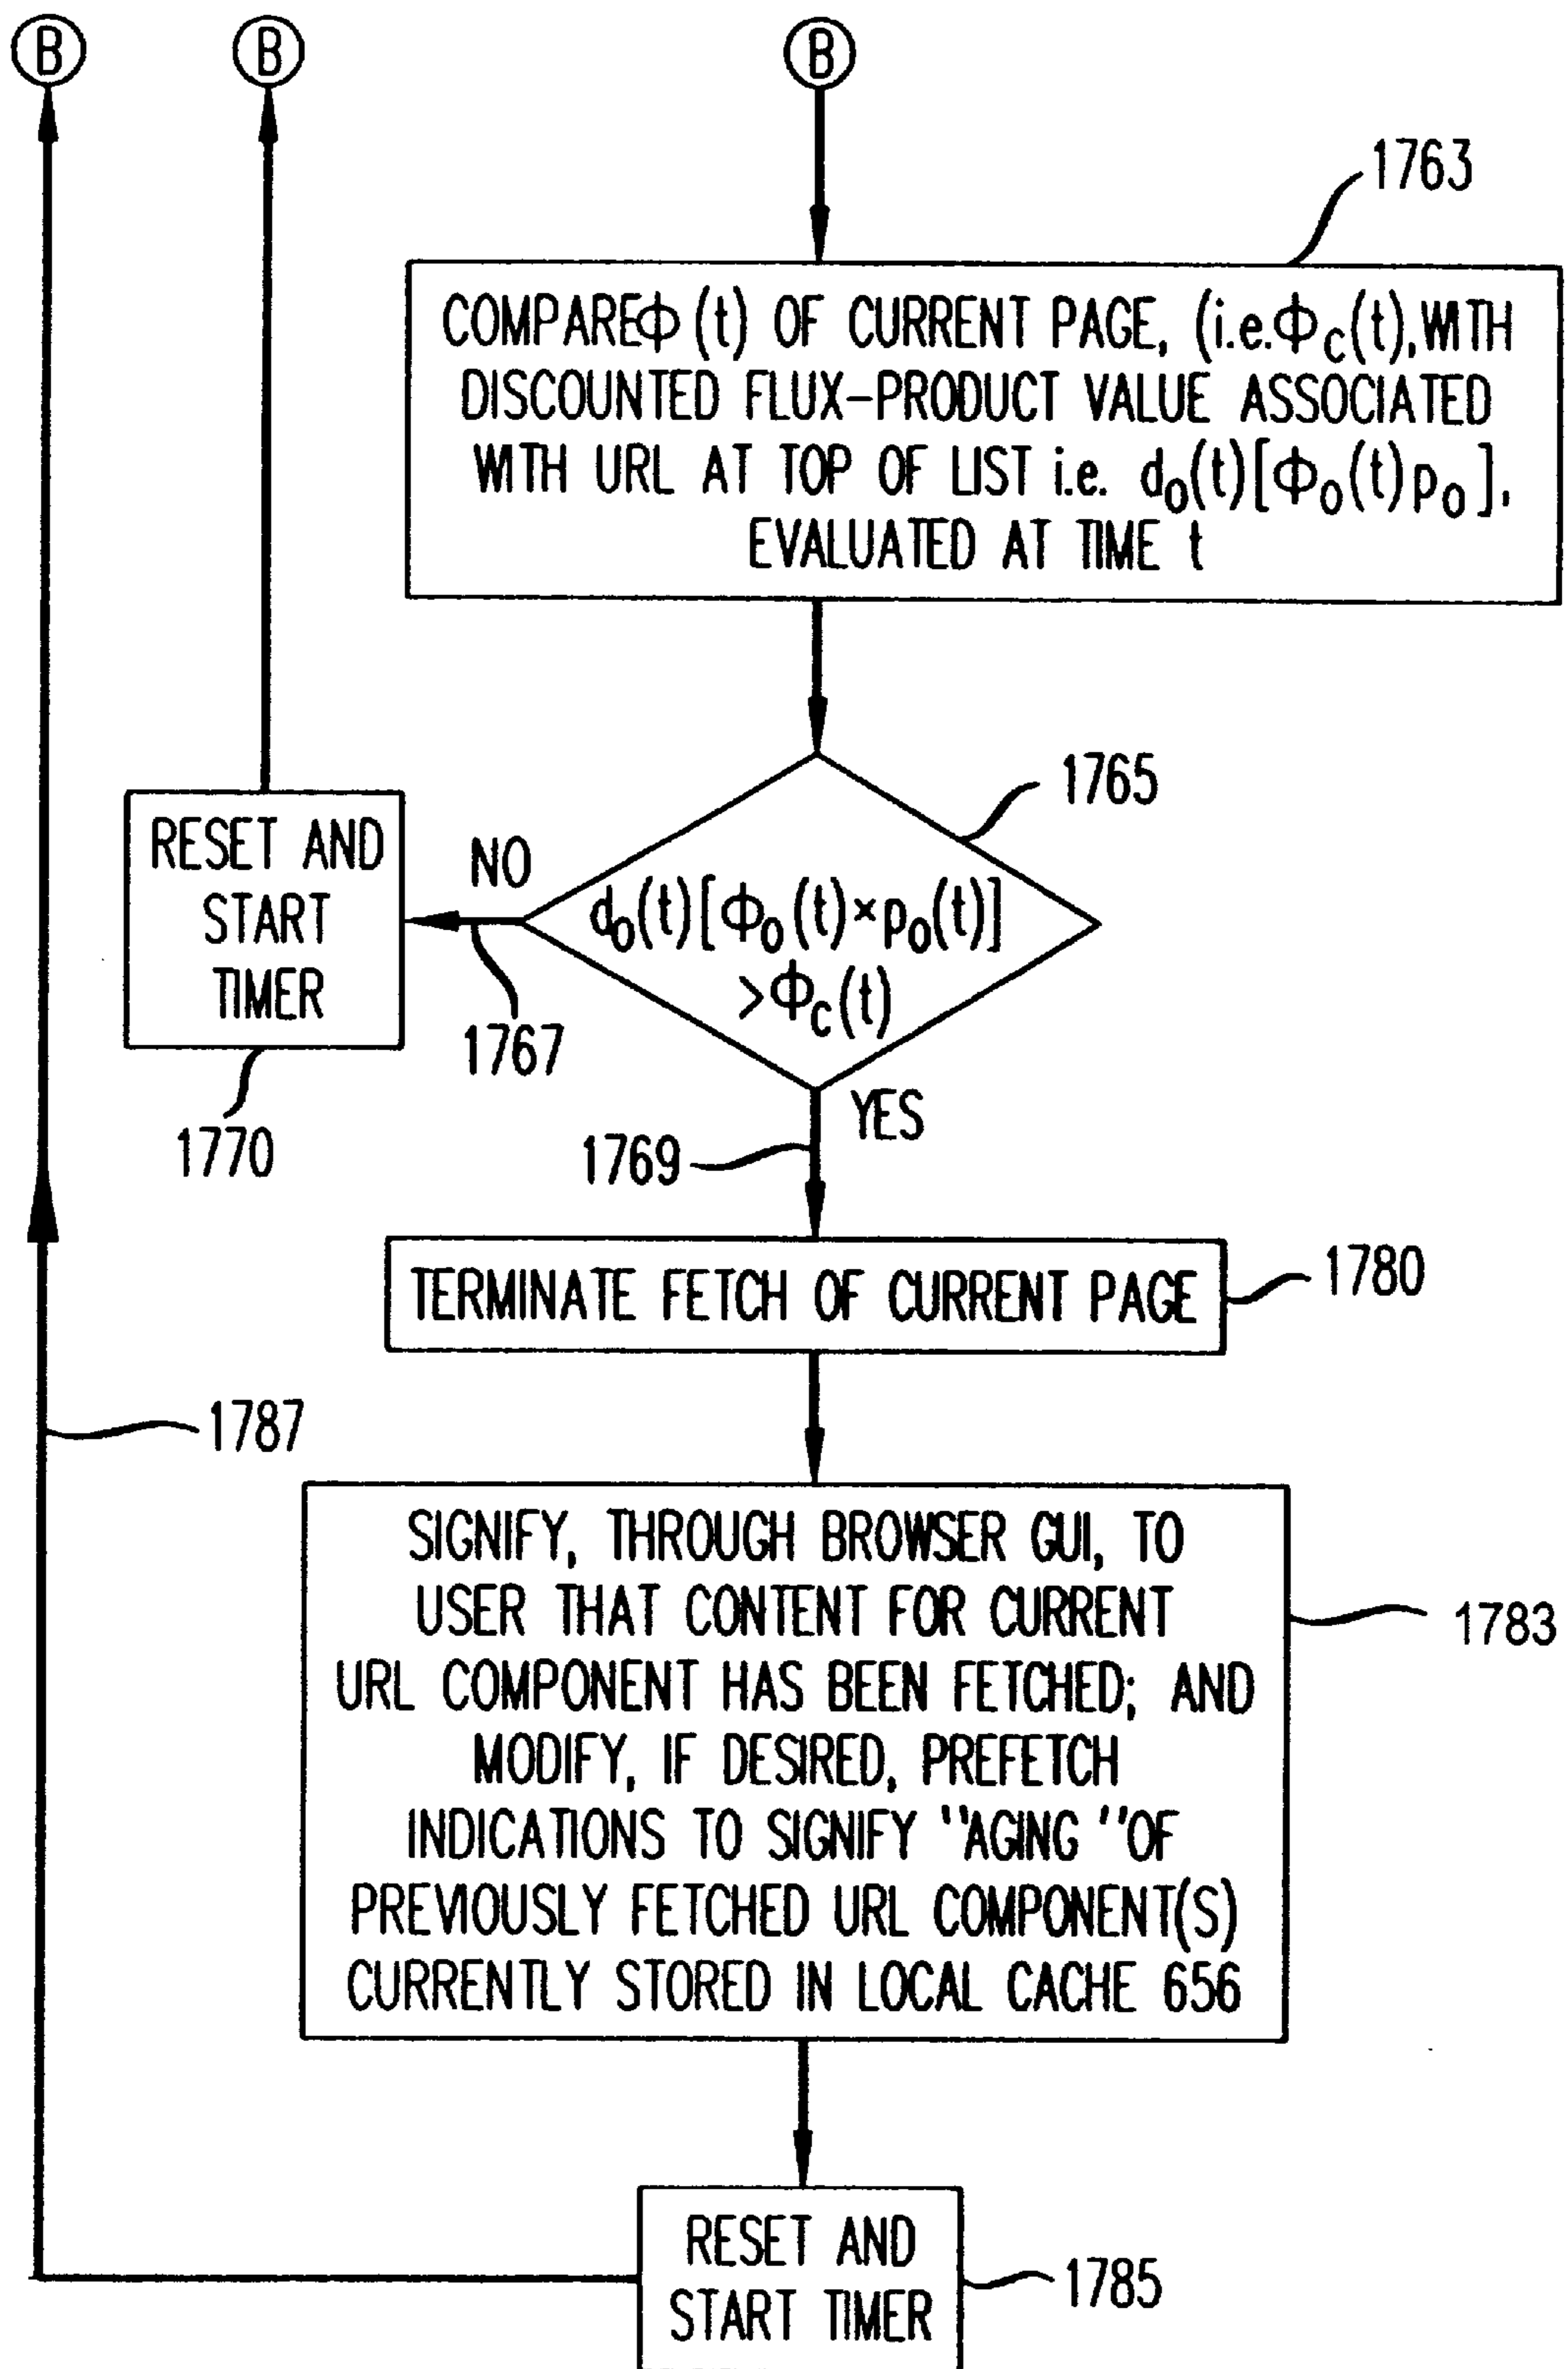 B
B
B
1763
COMPAREΦ(t) OF CURRENT PAGE, (i.e.Φc(t),WITH
DISCOUNTED FLUX-PRODUCT VALUE ASSOCIATED
WITH URL AT TOP OF LIST i.e. d₀(t)[Φ₀(t)p₀],
EVALUATED AT TIME t
1765
RESET AND
START
TIMER
NO
d₀(t)[Φ₀(t)×p₀(t)]
>Φc(t)
1767
1770
YES
1769
TERMINATE FETCH OF CURRENT PAGE
1780
1787
SIGNIFY, THROUGH BROWSER GUI, TO
USER THAT CONTENT FOR CURRENT
URL COMPONENT HAS BEEN FETCHED; AND
MODIFY, IF DESIRED, PREFETCH
INDICATIONS TO SIGNIFY "AGING "OF
PREVIOUSLY FETCHED URL COMPONENT(S)
CURRENTLY STORED IN LOCAL CACHE 656
1783
RESET AND
START TIMER
1785